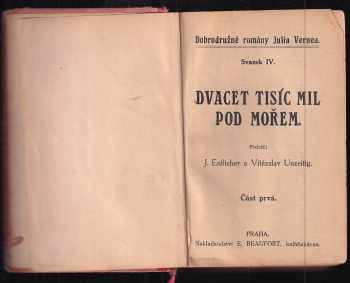 Dobrodružné romány Julia Vernea.
Svazek IV.
DVACET TISÍC MIL
POD MOŘEM.
Přeložili
J. Entlicher a Vítězslav Unzeitig.
Část prvá.
PRAHA.
Nakladatelství E. BEAUFORT, knihtiskárna.